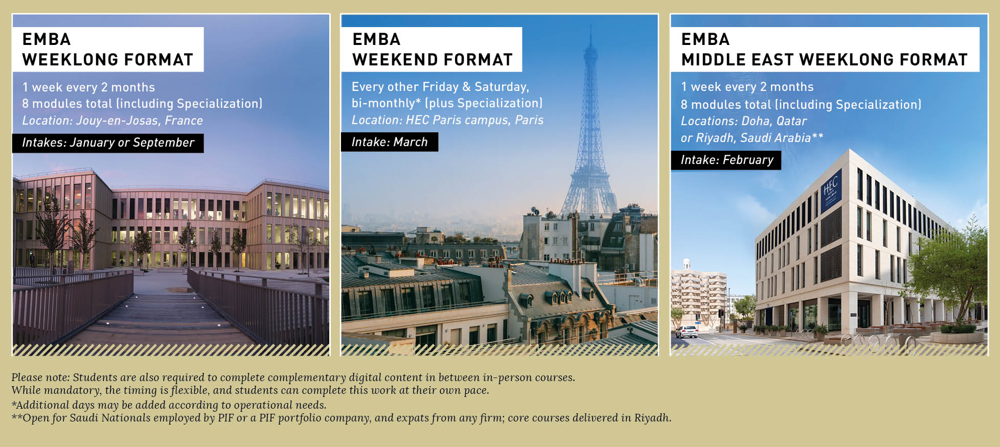 EMBA
WEEKLONG FORMAT
1 week every 2 months
8 modules total (including Specialization)
Location: Jouy-en-Josas, France
Intakes: January or September
EMBA
WEEKEND FORMAT
Every other Friday & Saturday,
bi-monthly* (plus Specialization)
Location: HEC Paris campus, Paris
Intake: March
EMBA
MIDDLE EAST WEEKLONG FORMAT
1 week every 2 months
8 modules total (including Specialization)
Locations: Doha, Qatar
or Riyadh, Saudi Arabia**
Intake: February
HEC
PARIS
Please note: Students are also required to complete complementary digital content in between in-person courses.
While mandatory, the timing is flexible, and students can complete this work at their own pace.
*Additional days may be added according to operational needs.
**Open for Saudi Nationals employed by PIF or a PIF portfolio company, and expats from any firm; core courses delivered in Riyadh.